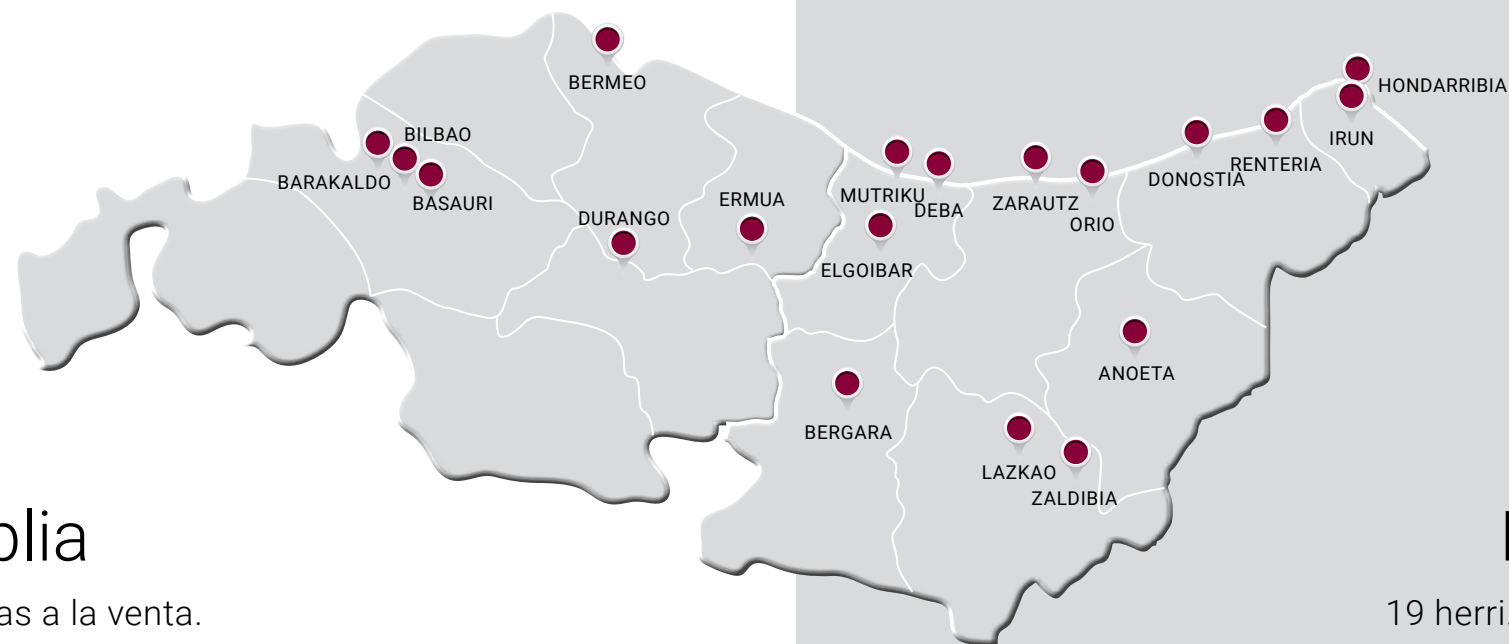 BERMEO
HONDARRIBIA
BILBAO
IRUN
RENTERIA
BARAKALDO
DONOSTIA
BASAURI
ERMUA
MUTRIKU
ZARAUTZ
DEBA
DURANGO
ORIO
ELGOIBAR
ANOETA
BERGARA
LAZKAO
ZALDIBIA
plia
as a la venta.
19 herri